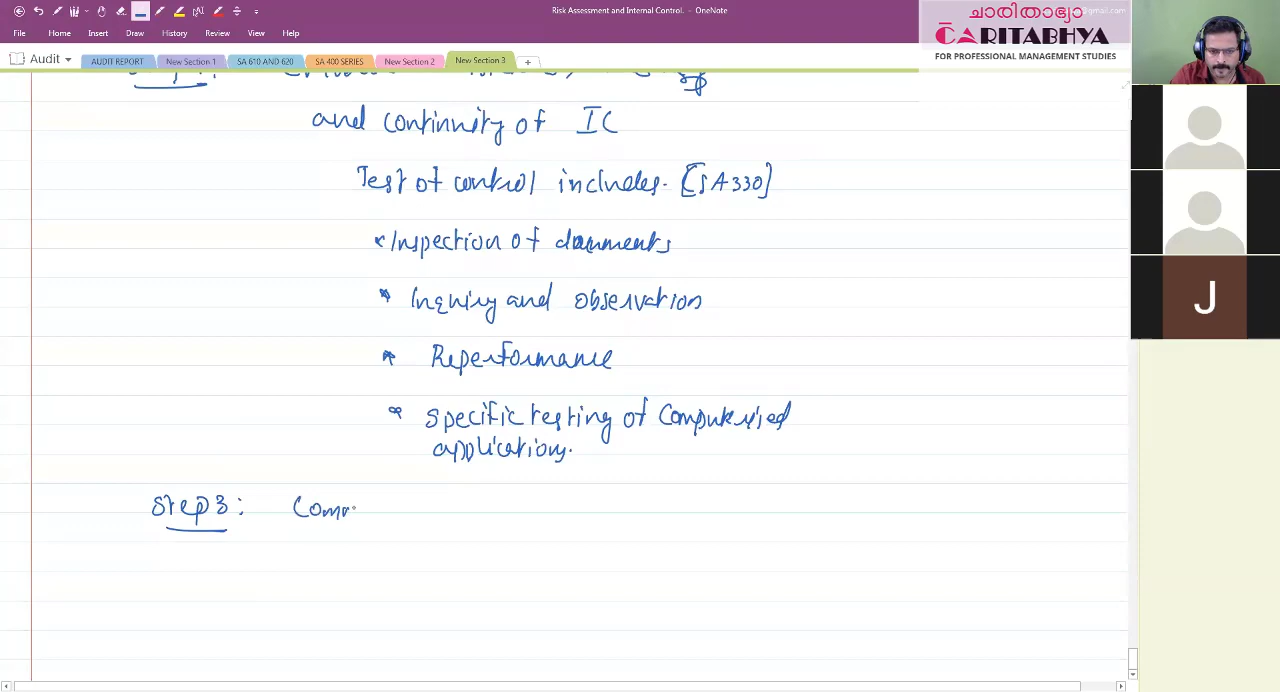 Risk Assessment and Internal Control. - OneNote
@gmail.com
File Home Insert Draw History Review View Help
ചാരിതാഭ്യാ
CARITABHYA
FOR PROFESSIONAL MANAGEMENT STUDIES
Audit
AUDIT REPORT New Section 1 SA 610 AND 620 SA 400 SERIES New Section 2 New Section 3
and continuity of IC
Test of control includes. [SA 330]
* Inspection of documents
* Inquiry and observation
* Reperformance
* Specific testing of Computerised
applications.
Step 3: Com
J